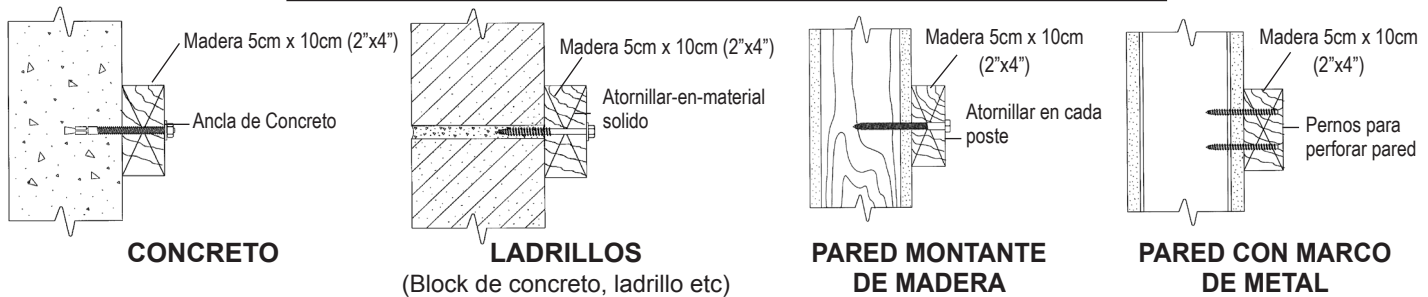 Madera 5cm x 10cm (2”x4”)
Ancla de Concreto
CONCRETO
Madera 5cm x 10cm (2”x4”)
Atornillar-en-material
solido
LADRILLOS
(Block de concreto, ladrillo etc)
Madera 5cm x 10cm
(2”x4”)
Atornillar en cada
poste
PARED MONTANTE
DE MADERA
Madera 5cm x 10cm
(2”x4”)
Pernos para
perforar pared
PARED CON MARCO
DE METAL